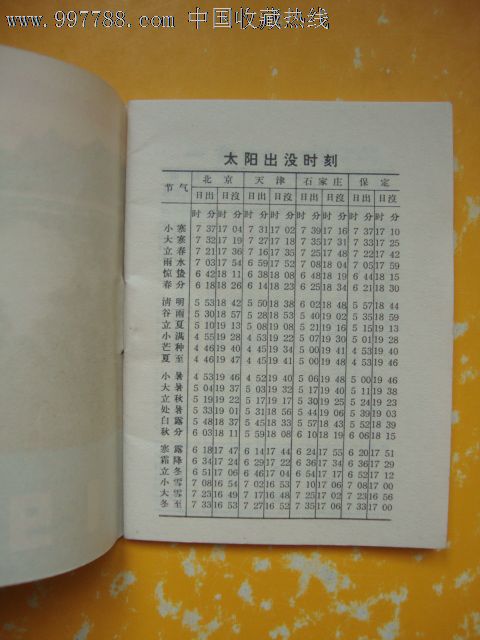 www.997788.com 中国收藏热线
太阳出没时刻
节气 北京 天津 石家庄 保定
日出 日没 日出 日没 日出 日没 日出 日没
时 分 时 分 时 分 时 分
小寒 7 37 17 04 7 31 17 02 7 39 17 16 7 37 17 10
大寒 7 32 17 19 7 27 17 18 7 35 17 31 7 33 17 25
立春 7 21 17 36 7 16 17 35 7 25 17 48 7 22 17 42
雨水 7 03 17 54 6 59 17 52 7 08 18 04 7 05 17 59
惊蛰 6 42 18 11 6 38 18 08 6 48 18 19 6 44 18 15
春分 6 18 18 26 6 14 18 23 6 25 18 34 6 21 18 30
清明 5 53 18 42 5 50 18 38 6 02 18 48 5 57 18 44
谷雨 5 30 18 57 5 28 18 53 5 40 19 02 5 35 18 59
立夏 5 10 19 13 5 08 19 08 5 21 19 16 5 15 19 13
小满 4 55 19 28 4 53 19 22 5 07 19 30 5 01 19 27
芒种 4 46 19 40 4 45 19 34 5 00 19 41 4 53 19 40
夏至 4 46 19 47 4 45 19 41 5 00 19 48 4 53 19 46
小暑 4 53 19 46 4 52 19 40 5 06 19 48 5 00 19 46
大暑 5 04 19 37 5 03 19 32 5 17 19 40 5 11 19 38
立秋 5 19 19 22 5 17 19 17 5 30 19 25 5 24 19 23
处暑 5 33 19 01 5 31 18 56 5 44 19 06 5 39 19 03
白露 5 48 18 37 5 45 18 33 5 57 18 43 5 52 18 39
秋分 6 03 18 11 5 59 18 08 6 10 18 19 6 06 18 15
寒露 6 18 17 47 6 14 17 44 6 24 17 55 6 20 17 51
霜降 6 34 17 24 6 29 17 22 6 36 17 34 6 36 17 29
立冬 6 51 17 06 6 46 17 04 6 54 17 17 6 52 17 12
小雪 7 08 16 54 7 02 16 53 7 10 17 06 7 08 17 00
大雪 7 23 16 49 7 17 16 48 7 25 17 02 7 23 16 56
冬至 7 33 16 53 7 27 16 52 7 35 17 06 7 33 17 00